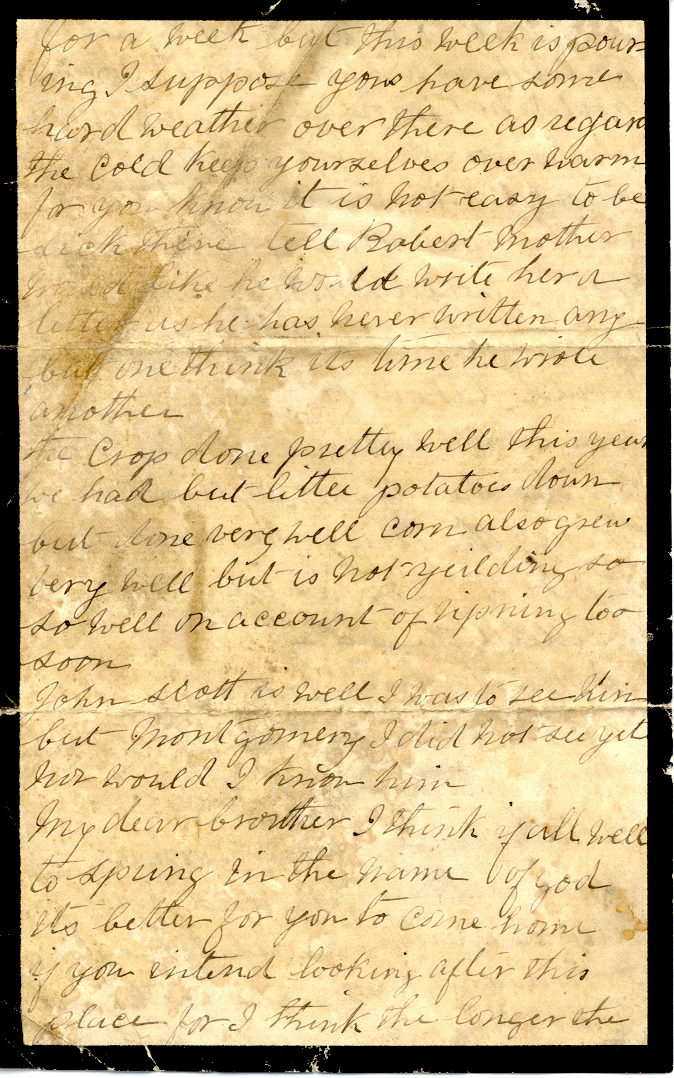 for a week but this week is pour
ing I suppose yous have some
hard weather over there as regard
the cold keep yourselves over warm
for you know it is not easy to be
sick there tell Robert Mother
would like he would write her a
letter as he has never written any
but one think its time he wrote
another
the Crop done pretty well this year
we had but littel potatoes down
but done very well corn also grew
very well but is not yeilding so
so well on account of ripning too
soon
John scott is well I was to see him
but Montgomery I did not see yet
nor would I know him
My dear brother I think if all well
to spring in the name of god
its better for you to come home
if you intend looking after this
place for I think the longer the